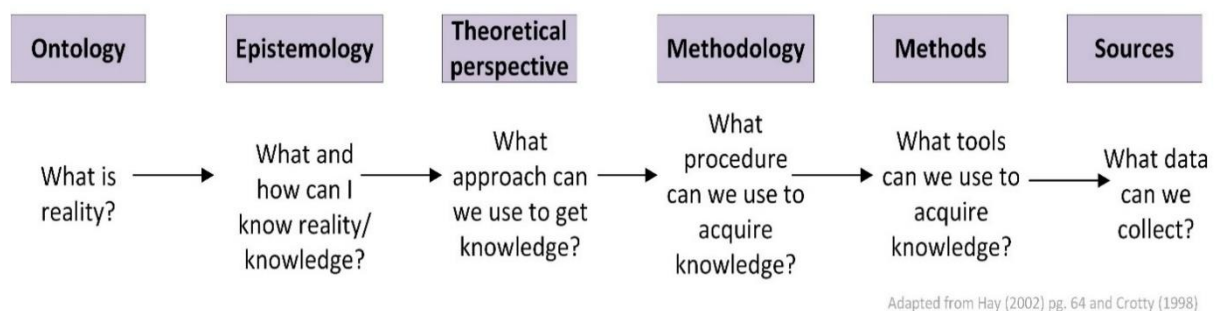 Ontology
Epistemology
Theoretical
perspective
Methodology
Methods
Sources
What is
reality?
What and
how can I
know reality/
knowledge?
What
approach can
we use to get
knowledge?
What
procedure
can we use to
acquire
knowledge?
What tools
can we use to
acquire
knowledge?
What data
can we
collect?
Adapted from Hay (2002) pg. 64 and Crotty (1998)